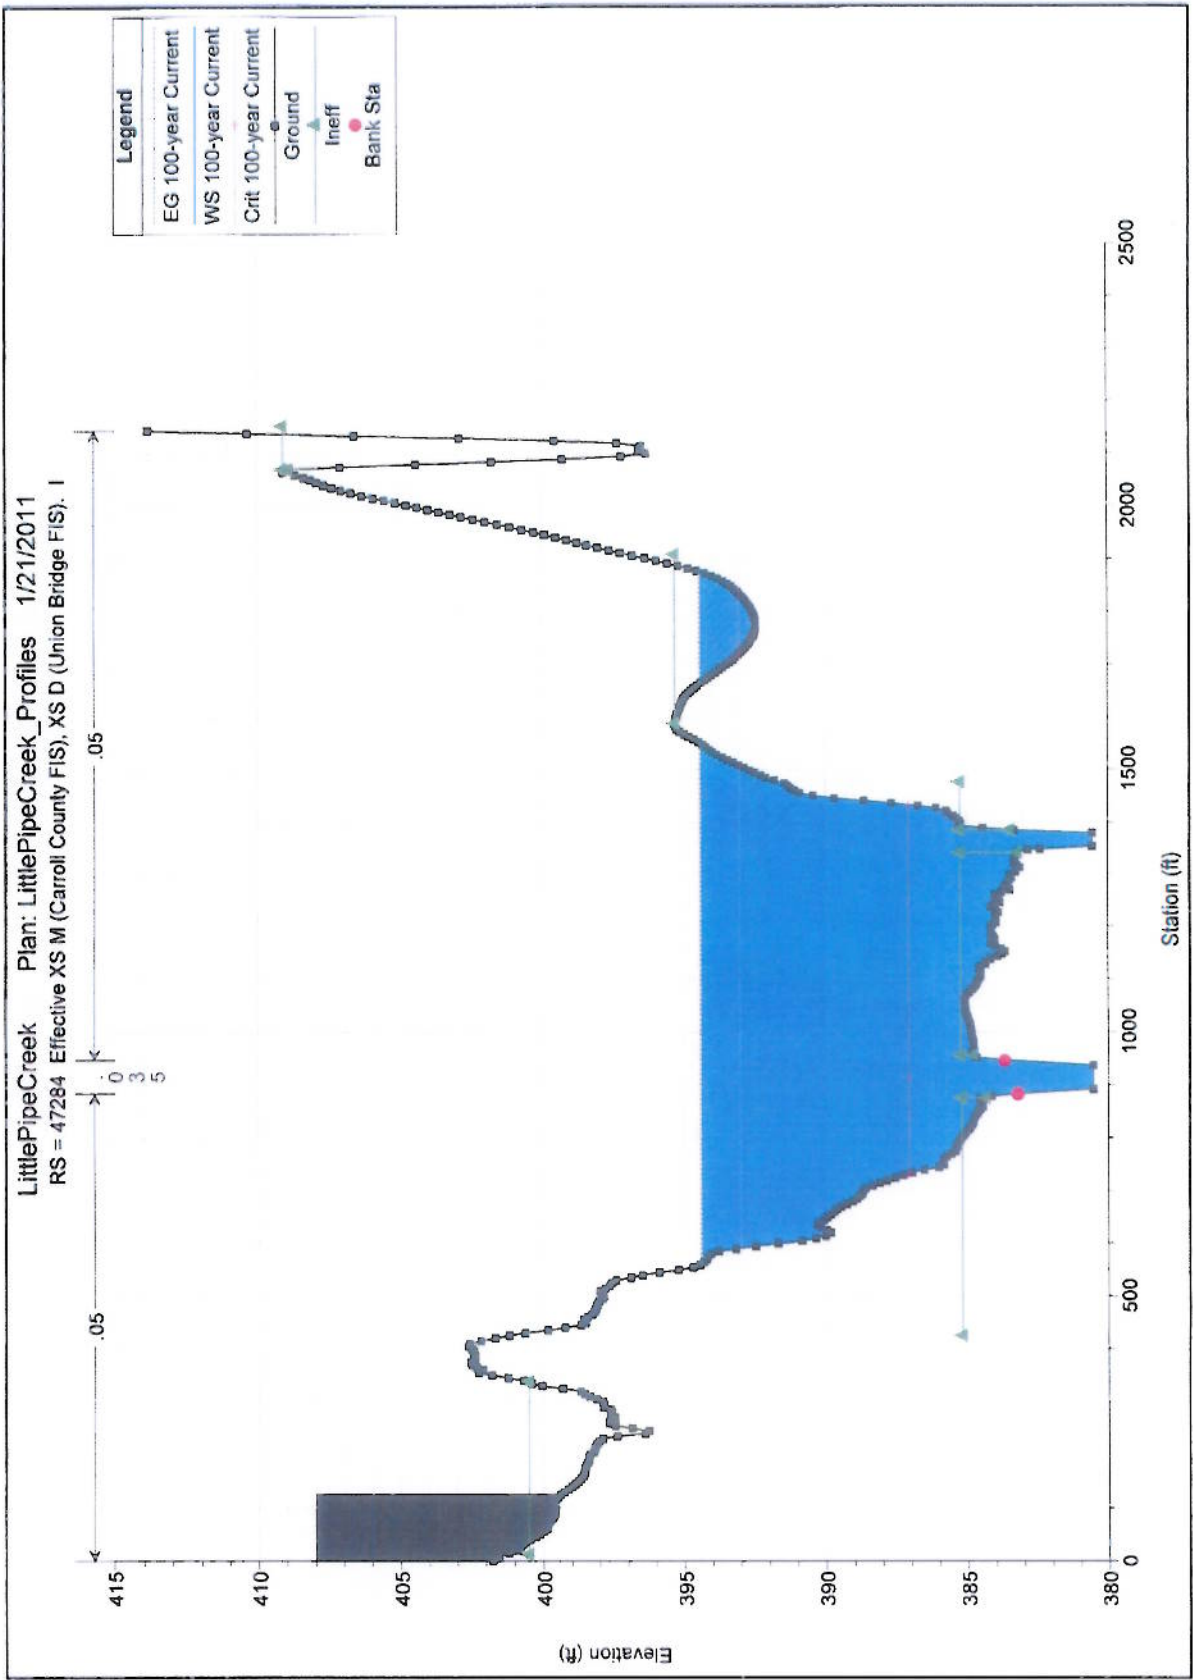 LittlePipeCreek Plan: LittlePipeCreek_Profiles 1/21/2011
RS = 47284 Effective XS M (Carroll County FIS), XS D (Union Bridge FIS). I
.05
.035
.05
Legend
EG 100-year Current
WS 100-year Current
Crit 100-year Current
Ground
Ineff
Bank Sta
Elevation (ft)
415
410
405
400
395
390
385
380
0
500
1000
1500
2000
2500
Station (ft)